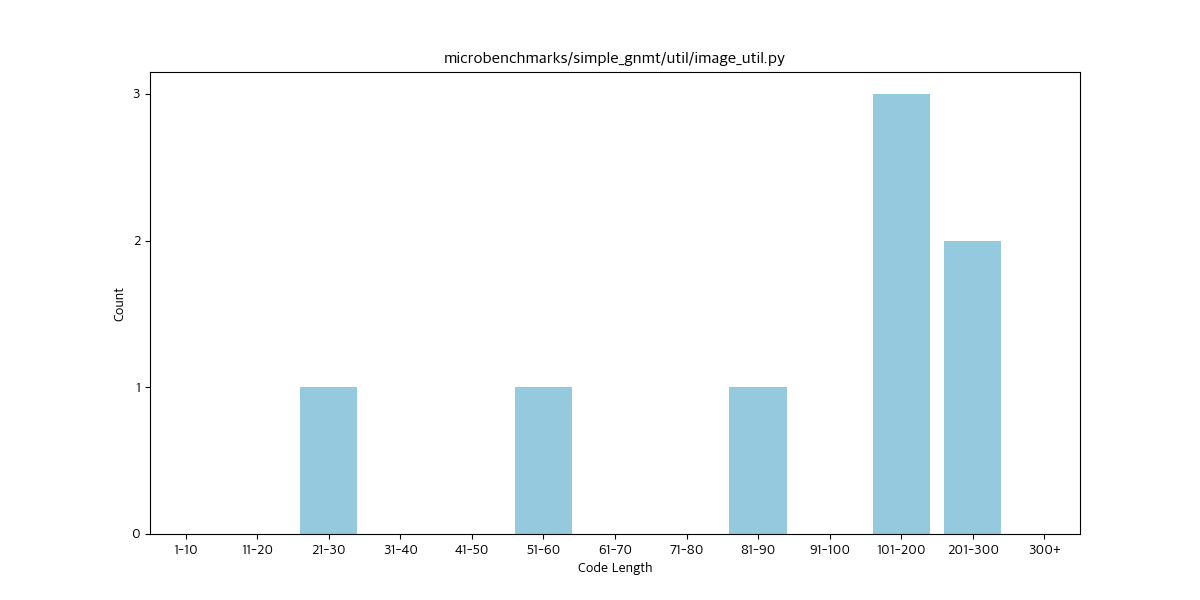 microbenchmarks/simple_gnmt/util/image_util.py
Count
3
2
1
0
1-10 11-20 21-30 31-40 41-50 51-60 61-70 71-80 81-90 91-100 101-200 201-300 300+
Code Length